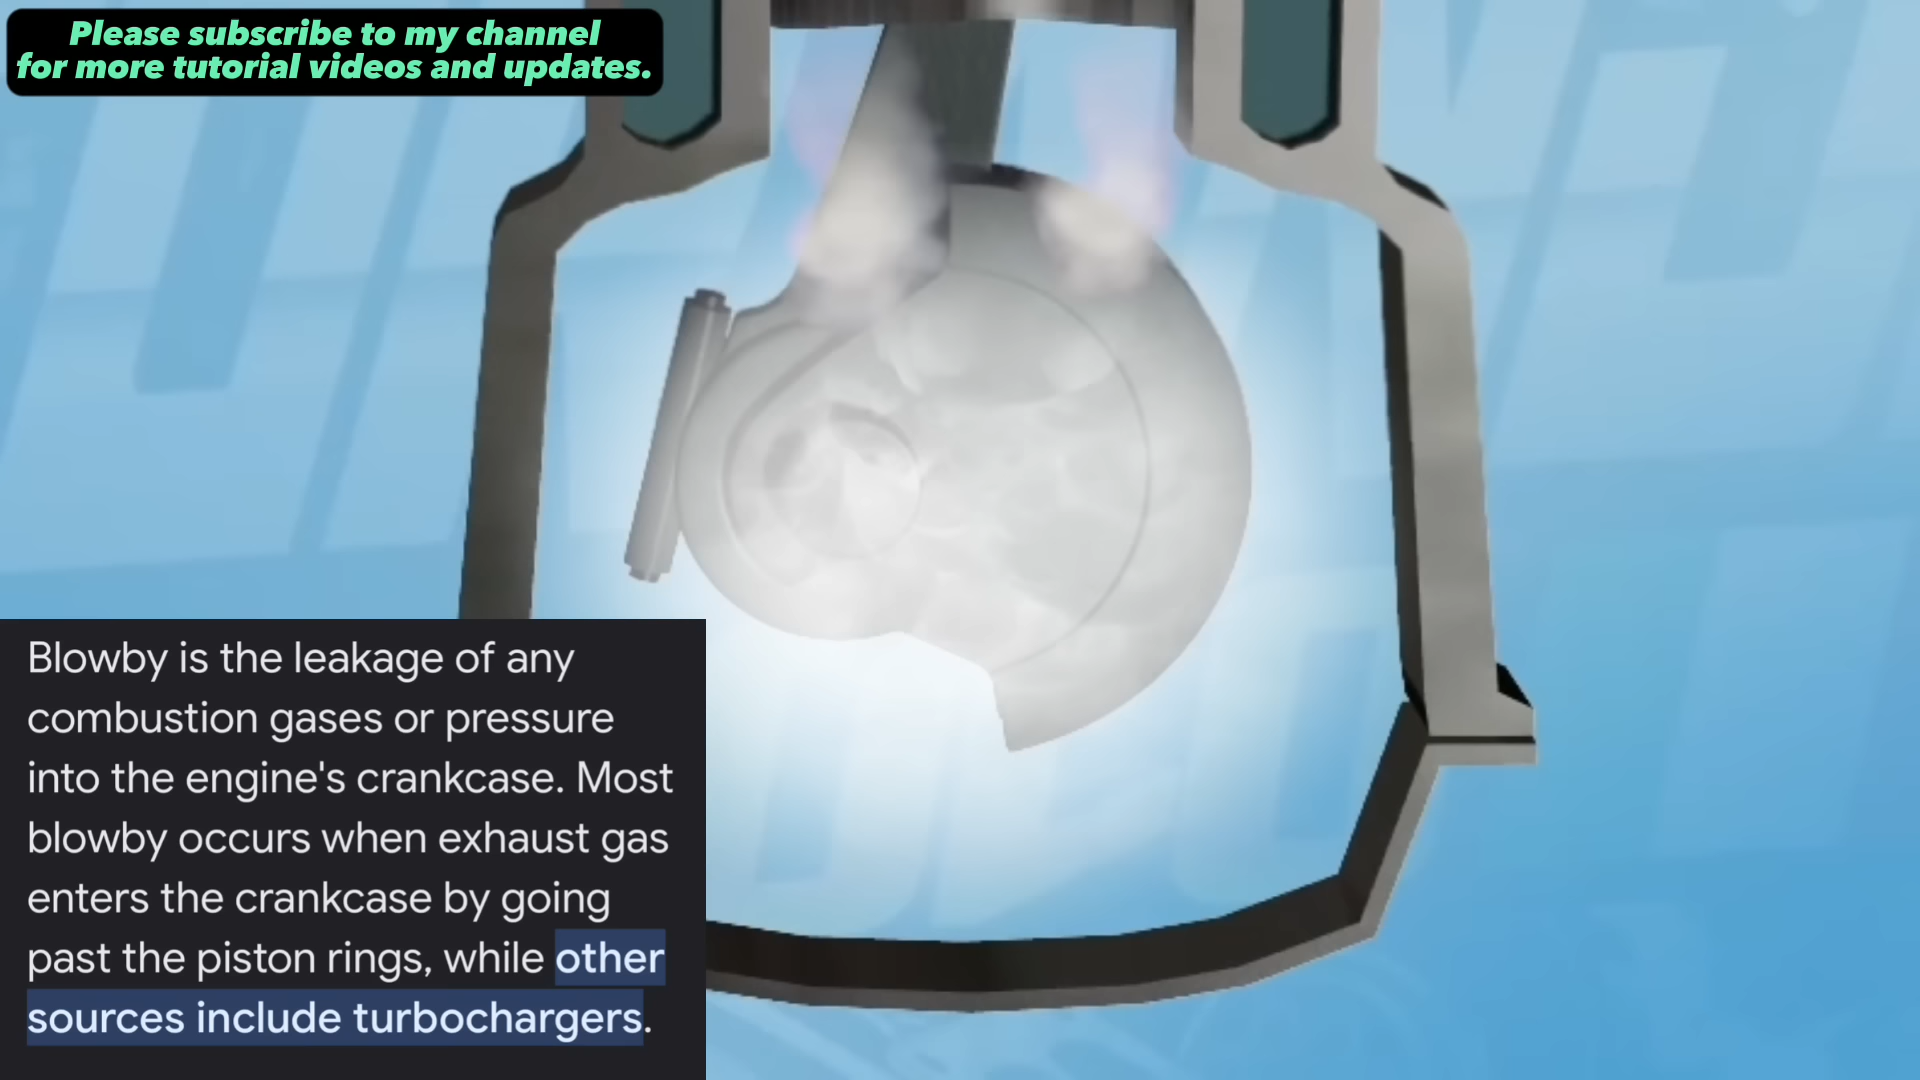 Please subscribe to my channel
for more tutorial videos and updates.
Blowby is the leakage of any
combustion gases or pressure
into the engine's crankcase. Most
blowby occurs when exhaust gas
enters the crankcase by going
past the piston rings, while other
sources include turbochargers.